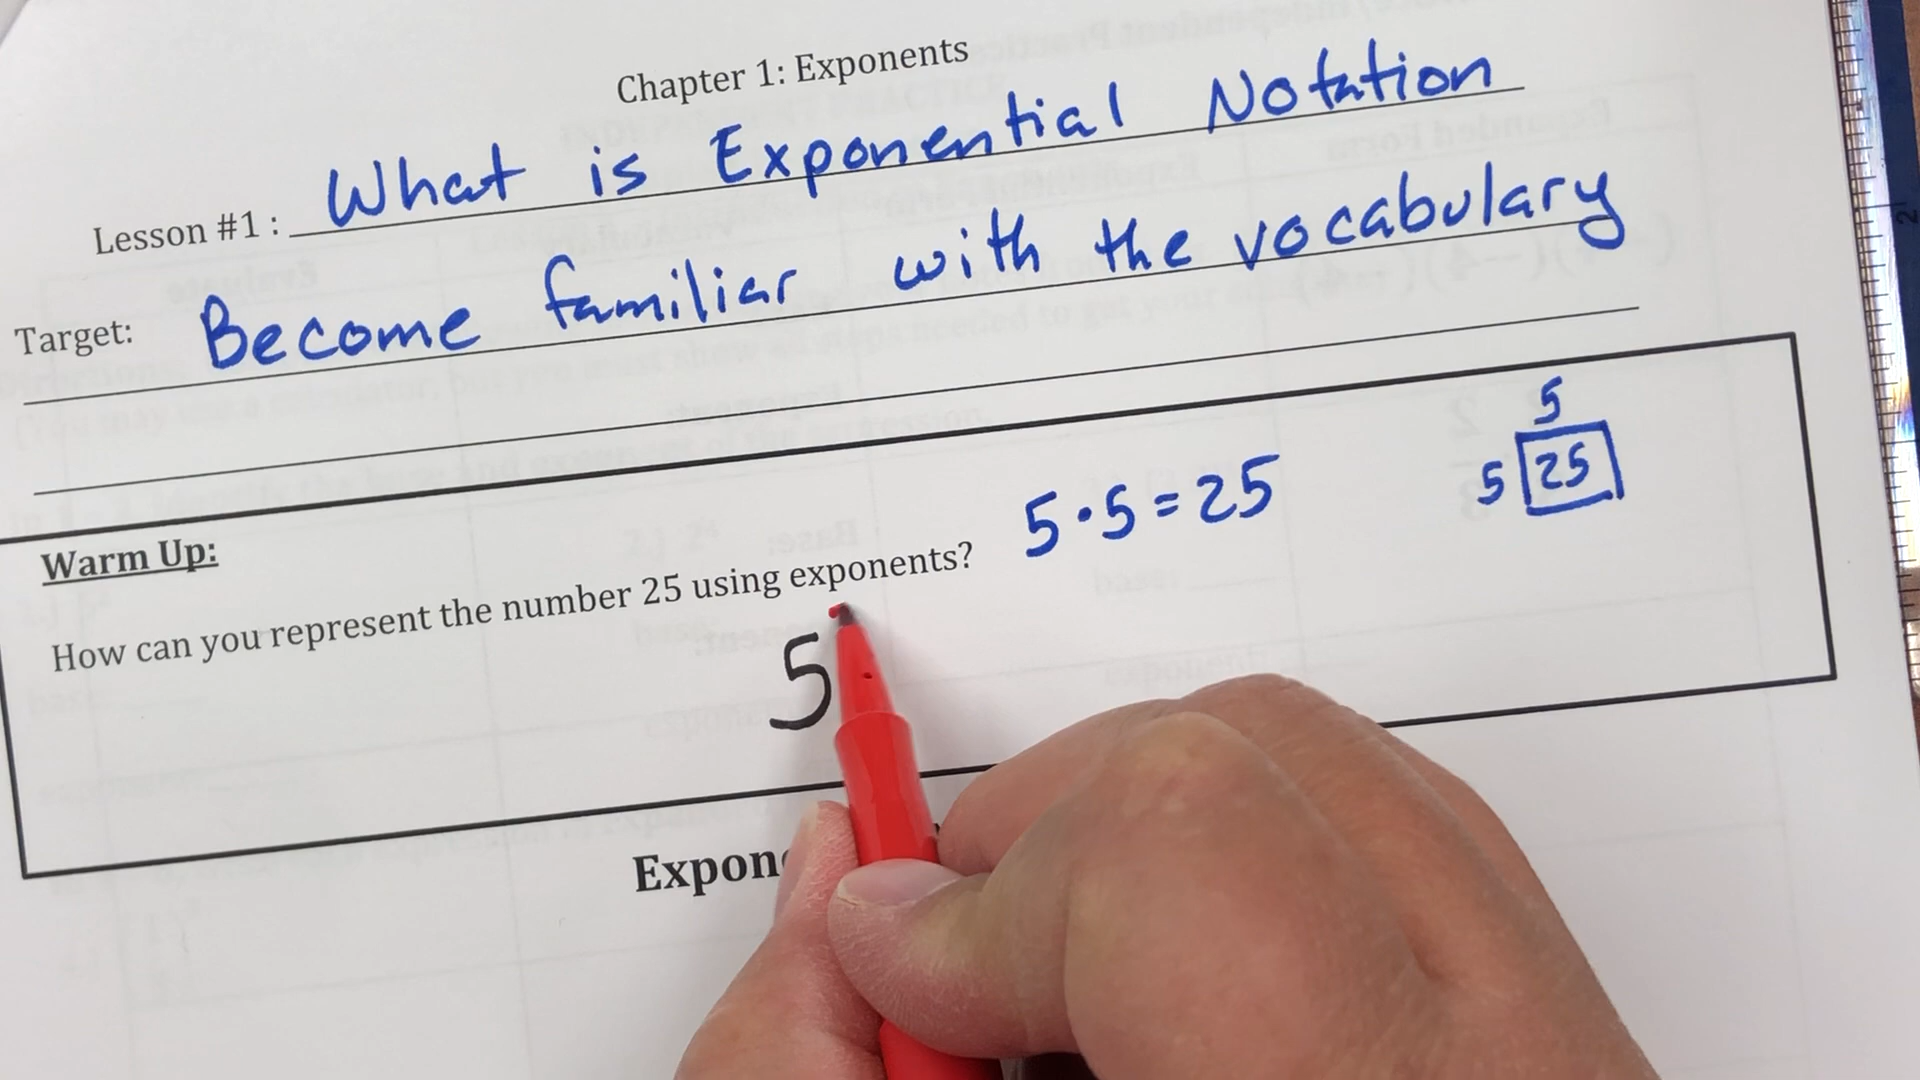 Chapter 1: Exponents
Lesson #1 : What is Exponential Notation
Target: Become familiar with the vocabulary
5
5 25
5·5=25
Warm Up:
How can you represent the number 25 using exponents?
5
Expon